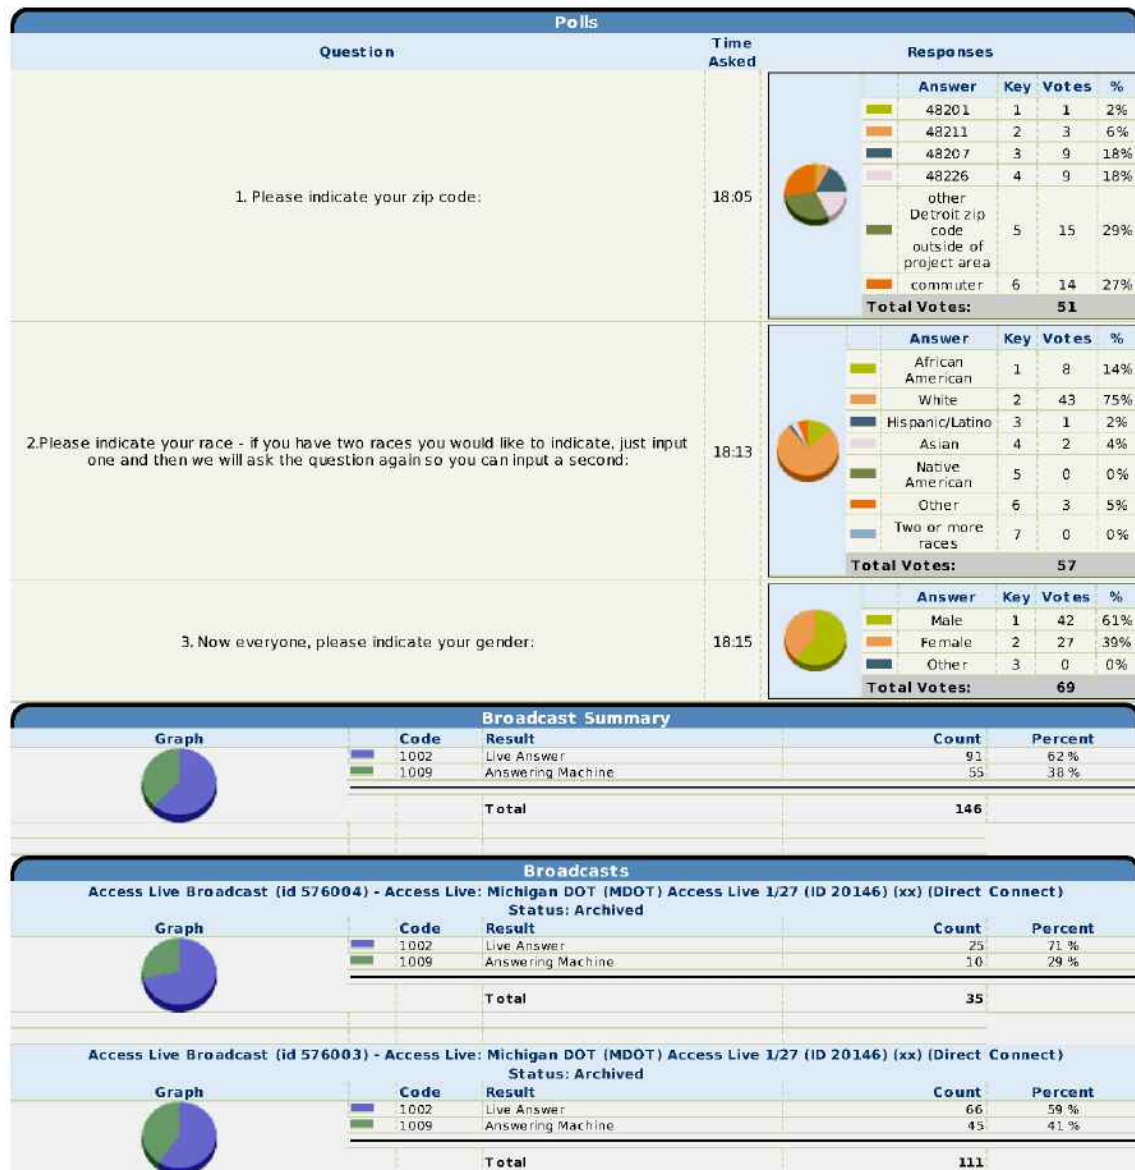 Polls
Question Time Asked Responses
Answer Key Votes %
48201 1 1 2%
48211 2 3 6%
48207 3 9 18%
48226 4 9 18%
1. Please indicate your zip code: 18:05
other Detroit zip code outside of project area 5 15 29%
commuter 6 14 27%
Total Votes: 51
Answer Key Votes %
African American 1 8 14%
White 2 43 75%
Hispanic/Latino 3 1 2%
2.Please indicate your race - if you have two races you would like to indicate, just input
one and then we will ask the question again so you can input a second: 18:13
Asian 4 2 4%
Native American 5 0 0%
Other 6 3 5%
Two or more races 7 0 0%
Total Votes: 57
Answer Key Votes %
Male 1 42 61%
3. Now everyone, please indicate your gender: 18:15
Female 2 27 39%
Other 3 0 0%
Total Votes: 69
Broadcast Summary
Graph Code Result Count Percent
1002 Live Answer 91 62 %
1009 Answering Machine 55 38 %
Total 146
Broadcasts
Access Live Broadcast (id 576004) - Access Live: Michigan DOT (MDOT) Access Live 1/27 (ID 20146) (xx) (Direct Connect)
Status: Archived
Graph Code Result Count Percent
1002 Live Answer 25 71 %
1009 Answering Machine 10 29 %
Total 35
Access Live Broadcast (id 576003) - Access Live: Michigan DOT (MDOT) Access Live 1/27 (ID 20146) (xx) (Direct Connect)
Status: Archived
Graph Code Result Count Percent
1002 Live Answer 66 59 %
1009 Answering Machine 45 41 %
Total 111